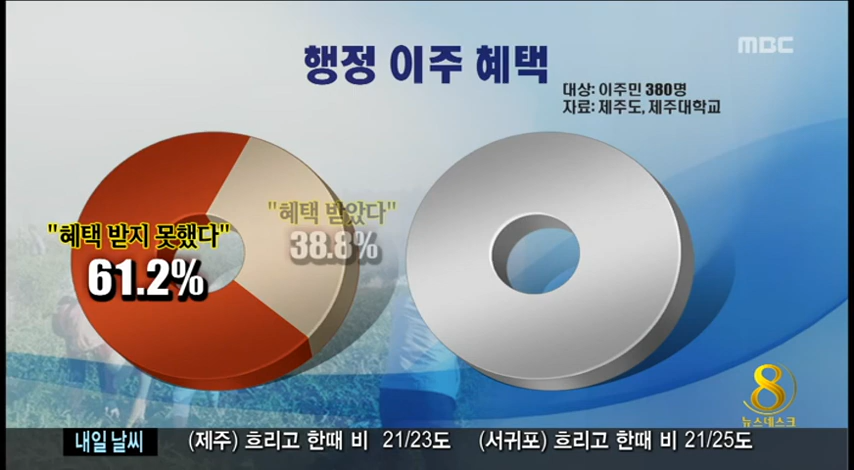 행정 이주 혜택
MBC
대상: 이주민 380명
자료: 제주도, 제주대학교
"혜택 받지 못했다"
61.2%
"혜택 받았다"
38.8%
8
뉴스데스크
내일 날씨 (제주) 흐리고 한때 비 21/23도 (서귀포) 흐리고 한때 비 21/25도